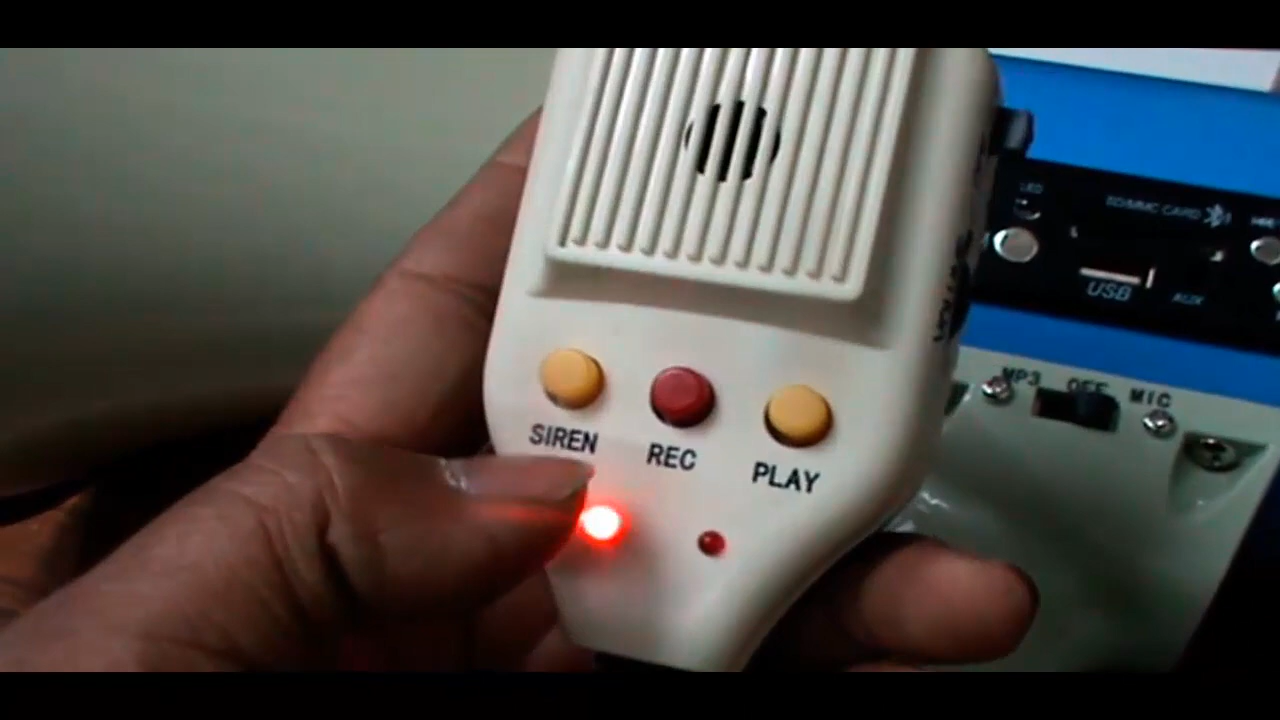 SIREN
REC
PLAY
LED
SD/MMC CARD
USB
AUX
MP3 OFF MIC